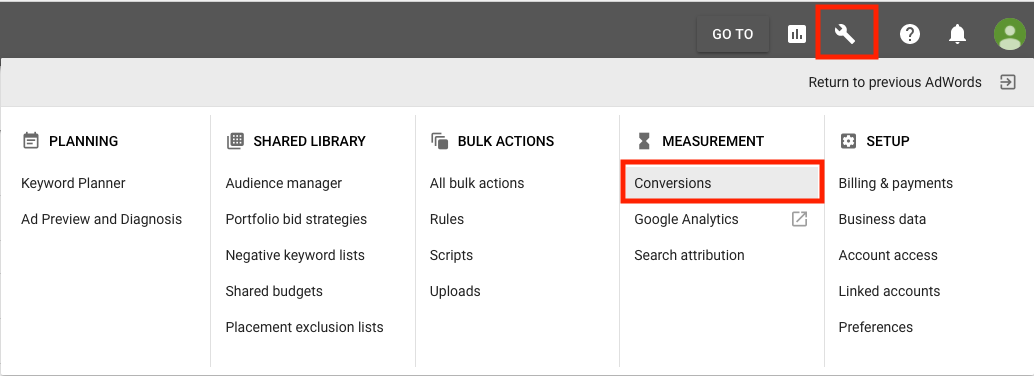 GO TO
Return to previous AdWords
PLANNING
Keyword Planner
Ad Preview and Diagnosis
SHARED LIBRARY
Audience manager
Portfolio bid strategies
Negative keyword lists
Shared budgets
Placement exclusion lists
BULK ACTIONS
All bulk actions
Rules
Scripts
Uploads
MEASUREMENT
Conversions
Google Analytics
Search attribution
SETUP
Billing & payments
Business data
Account access
Linked accounts
Preferences